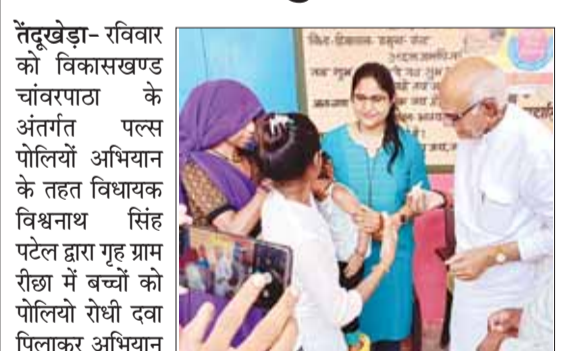 तेंदूखेड़ा- रविवार
को विकासखण्ड
चांवरपाठा के
अंतर्गत पल्स
पोलियों अभियान
के तहत विधायक
विश्वनाथ सिंह
पटेल द्वारा गृह ग्राम
रीछा में बच्चों को
पोलियो रोधी दवा
पिलाकर अभियान